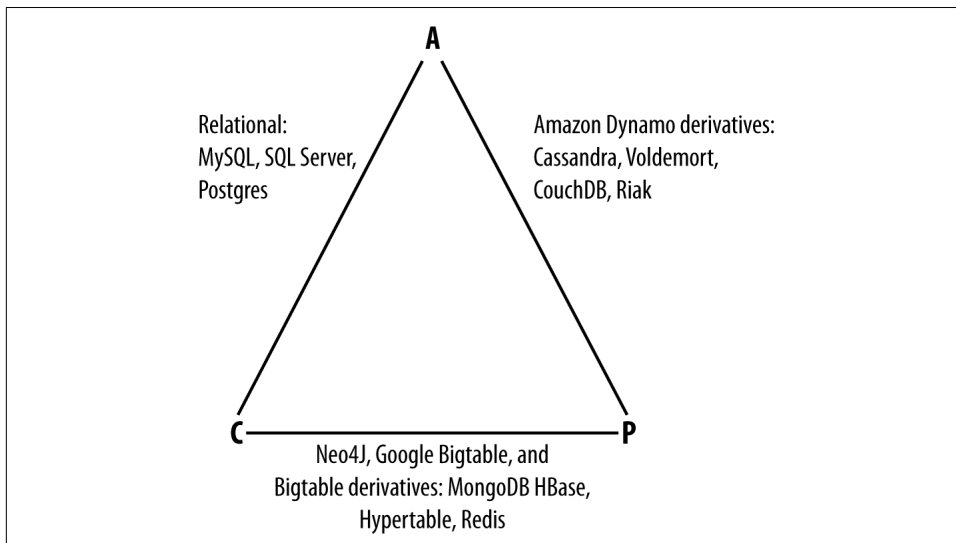 A
Relational:
MySQL, SQL Server,
Postgres
Amazon Dynamo derivatives:
Cassandra, Voldemort,
CouchDB, Riak
C
P
Neo4J, Google Bigtable, and
Bigtable derivatives: MongoDB HBase,
Hypertable, Redis